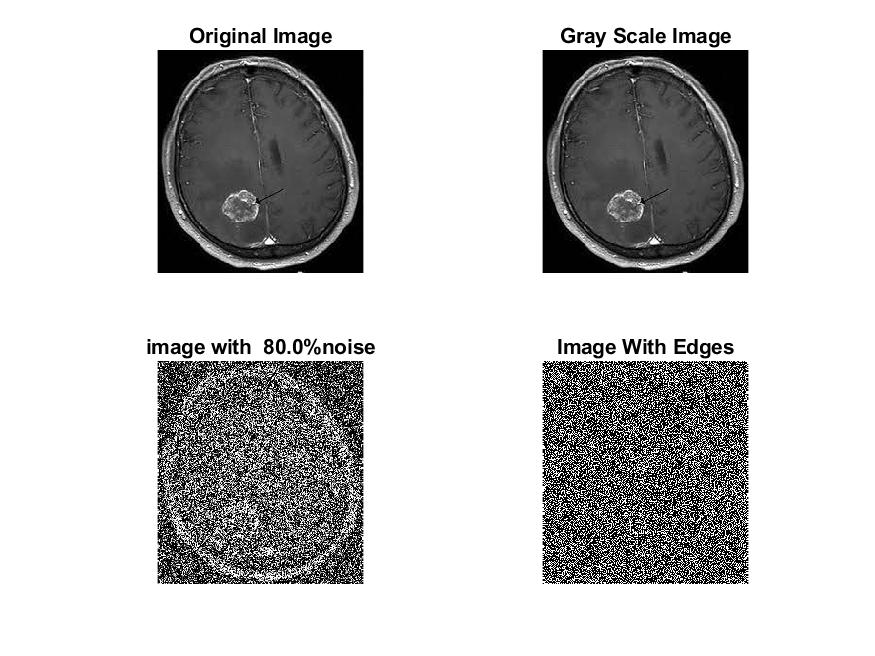 Original Image
Gray Scale Image
image with  80.0%noise
Image With Edges